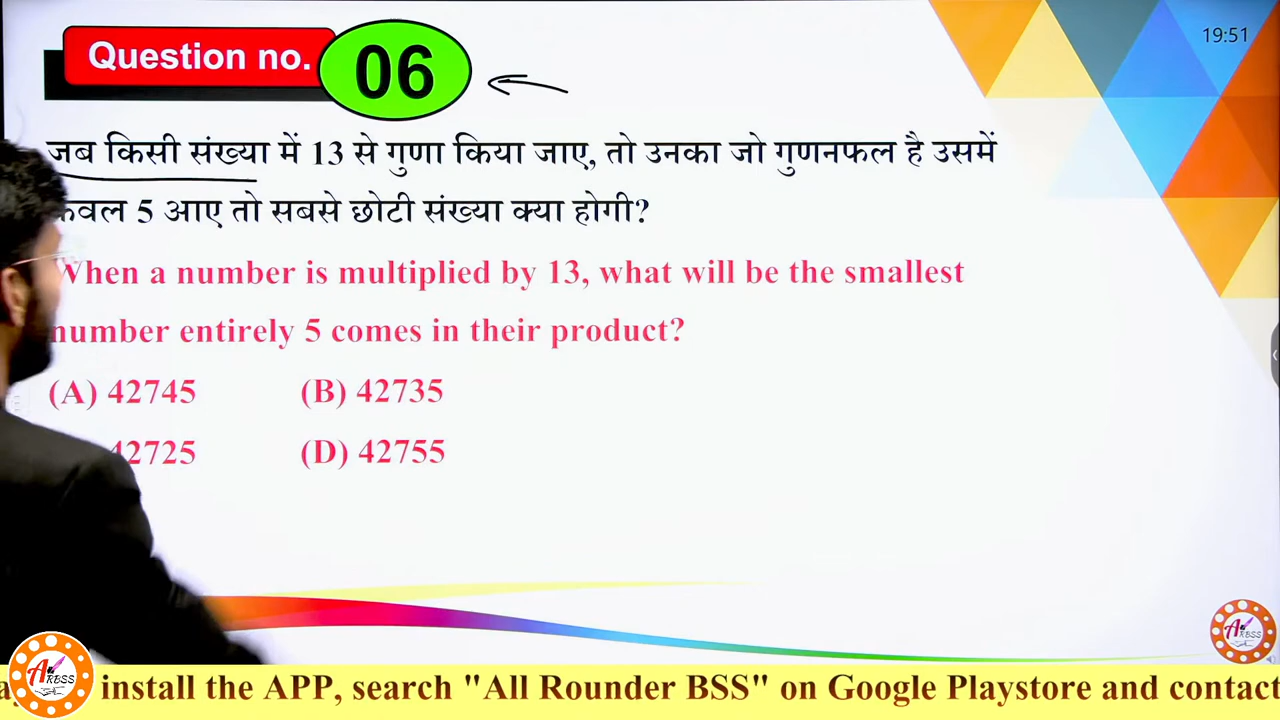 Question no. 06
19:51
जब किसी संख्या में 13 से गुणा किया जाए, तो उनका जो गुणनफल है उसमें
5 आए तो सबसे छोटी संख्या क्या होगी?
When a number is multiplied by 13, what will be the smallest
number entirely 5 comes in their product?
(A) 42745 (B) 42735
42725 (D) 42755
install the APP, search "All Rounder BSS" on Google Playstore and contact
ARBSS
ARBSS